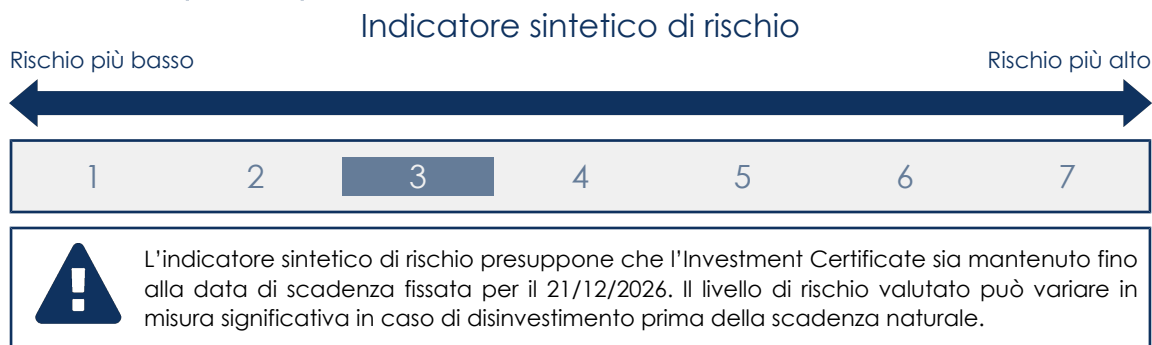 Indicatore sintetico di rischio
Rischio più basso
Rischio più alto
1 2 3 4 5 6 7
L'indicatore sintetico di rischio presuppone che l'Investment Certificate sia mantenuto fino
alla data di scadenza fissata per il 21/12/2026. Il livello di rischio valutato può variare in
misura significativa in caso di disinvestimento prima della scadenza naturale.